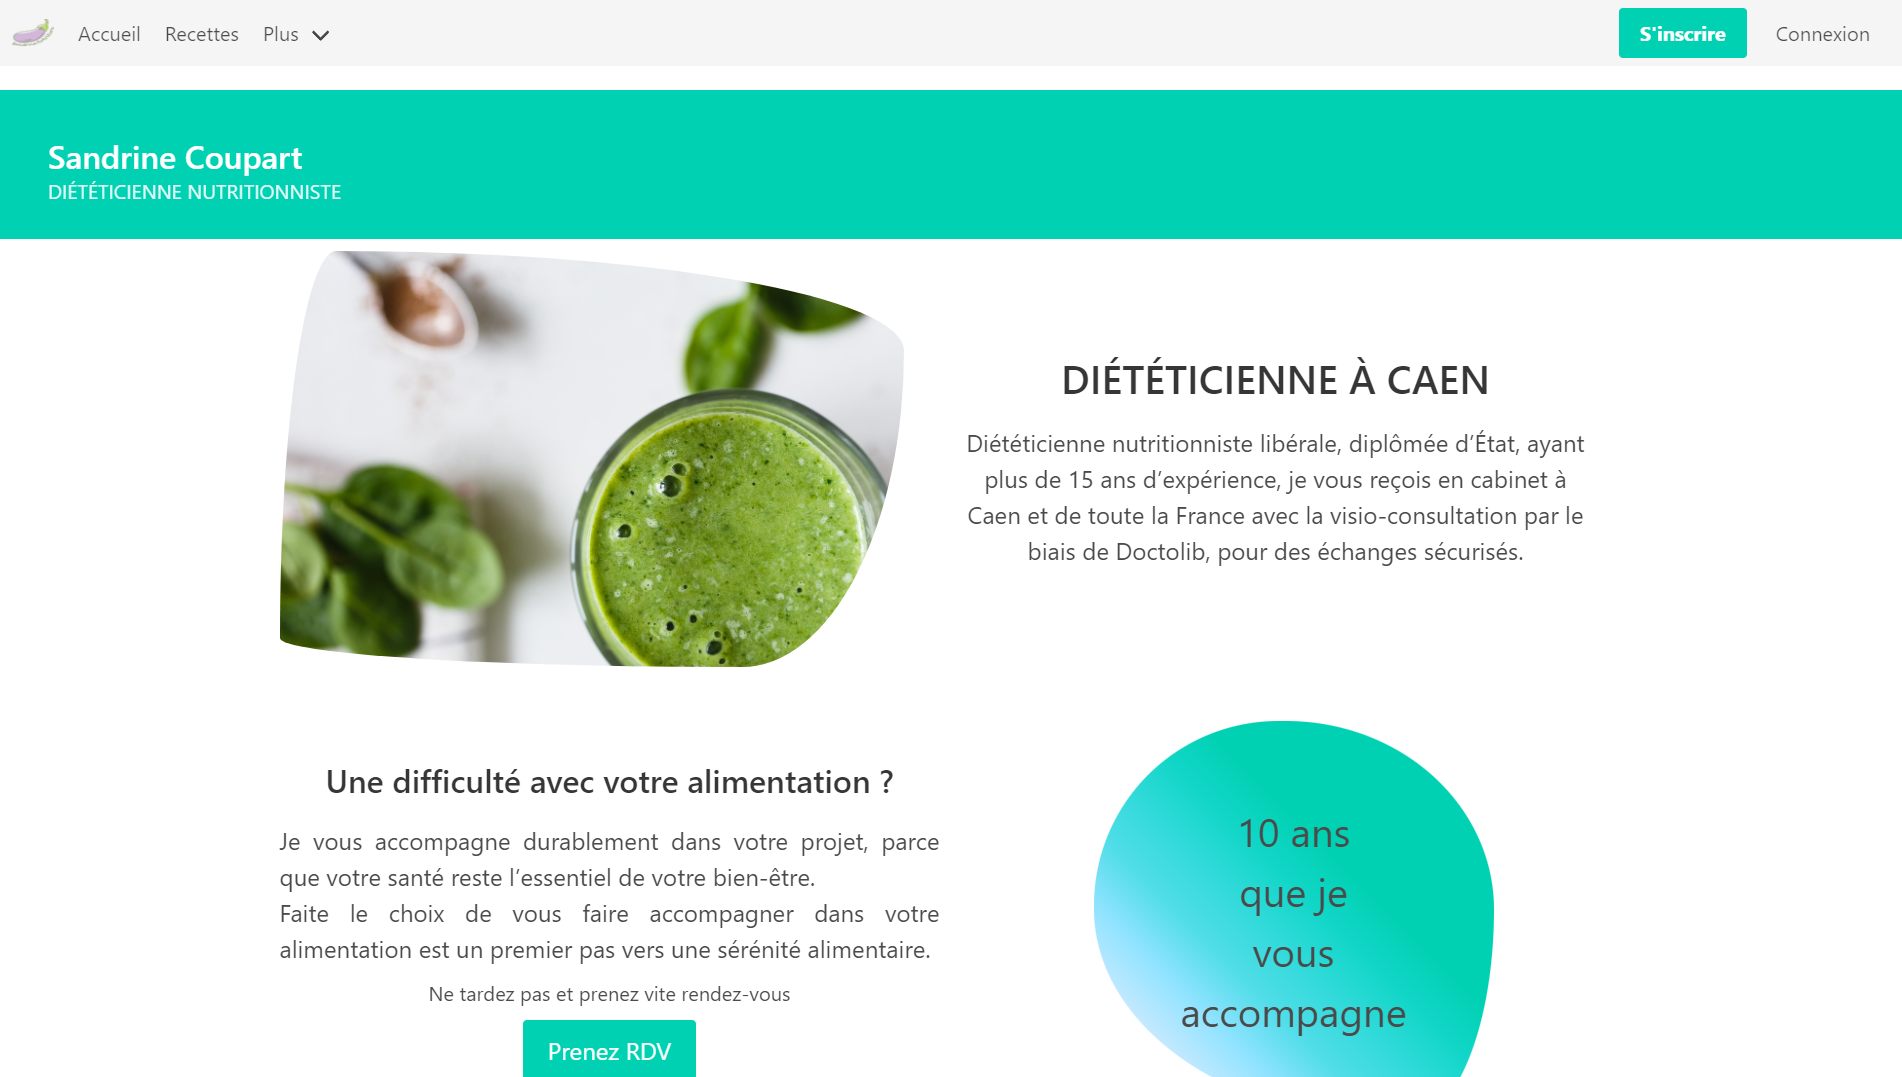 Accueil
Recettes
Plus
S'inscrire
Connexion
Sandrine Coupart
DIÉTÉTICIENNE NUTRITIONNISTE
DIÉTÉTICIENNE À CAEN
Diététicienne nutritionniste libérale, diplômée d’État, ayant
plus de 15 ans d’expérience, je vous reçois en cabinet à
Caen et de toute la France avec la visio-consultation par le
biais de Doctolib, pour des échanges sécurisés.
Une difficulté avec votre alimentation ?
Je vous accompagne durablement dans votre projet, parce
que votre santé reste l’essentiel de votre bien-être.
Faite le choix de vous faire accompagner dans votre
alimentation est un premier pas vers une sérénité alimentaire.
Ne tardez pas et prenez vite rendez-vous
Prenez RDV
10 ans
que je
vous
accompagne